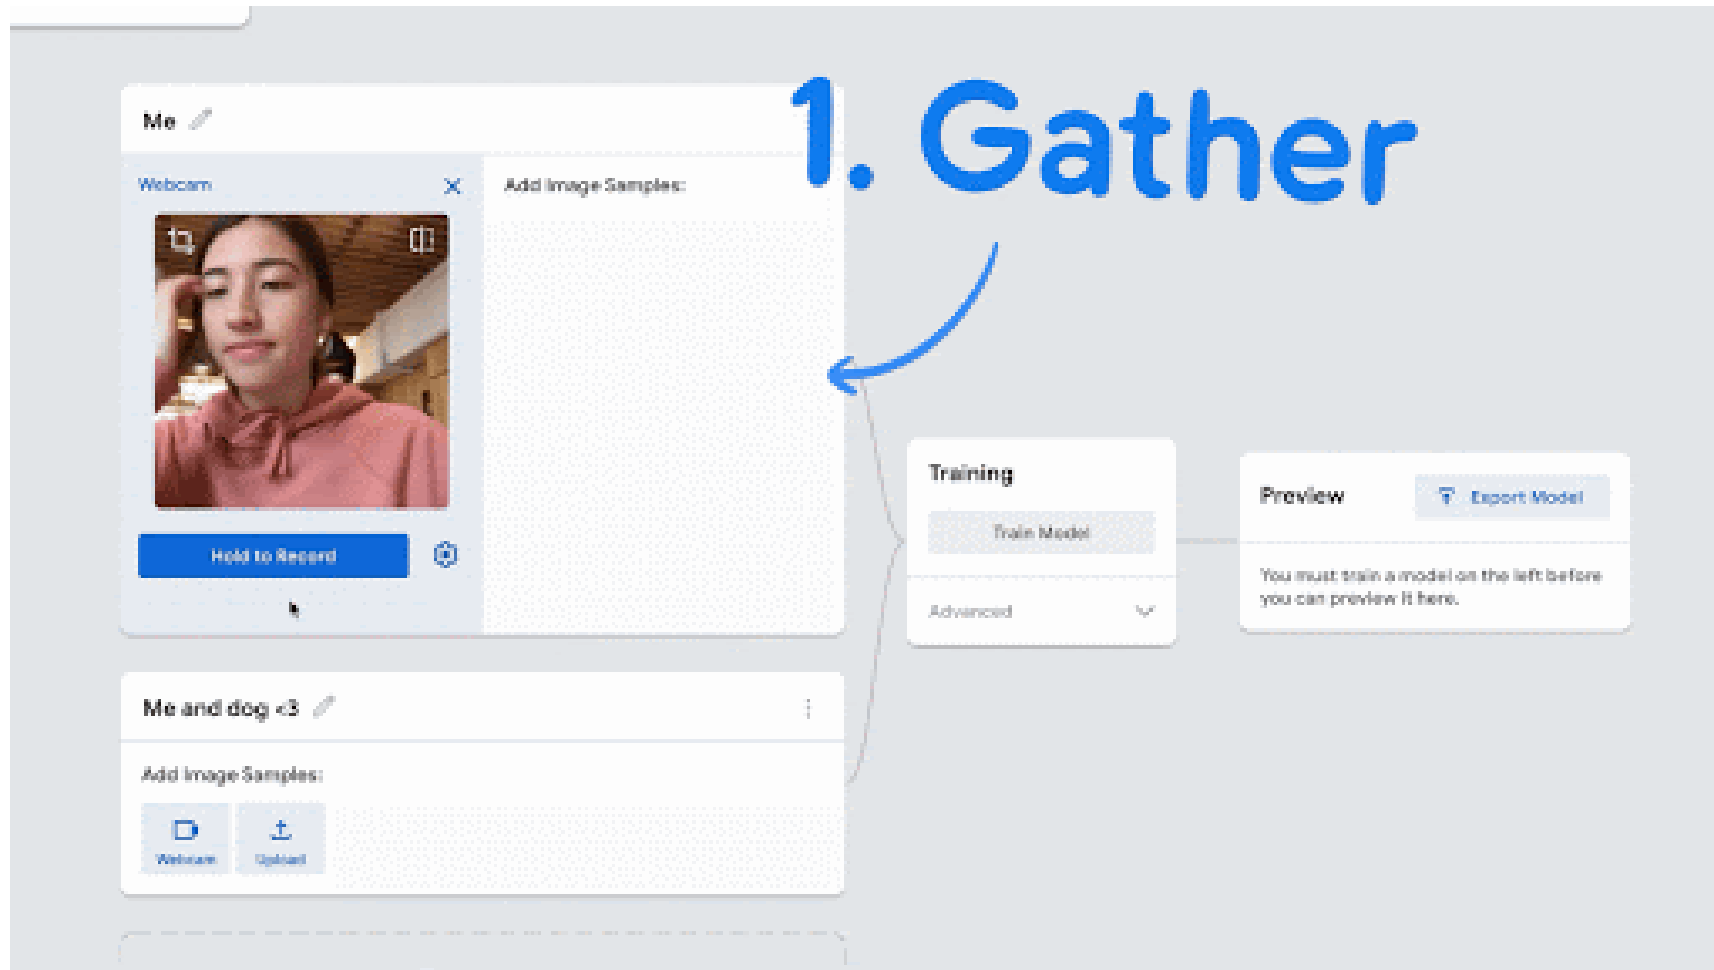 1. Gather
Me
Webcam
Add Image Samples:
Hold to Record
Training
Train Model
Advanced
Preview
Export Model
You must train a model on the left before
you can preview it here.
Me and dog <3
Add Image Samples:
Webcam
Upload